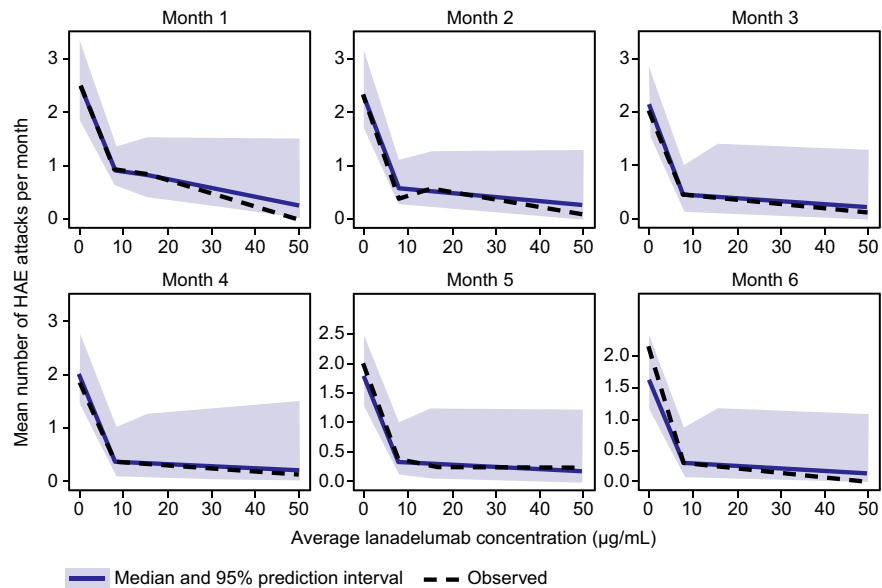 Month 1
Month 2
Month 3
3
2
1
0
0 10 20 30 40 50
3
2
1
0
0 10 20 30 40 50
3
2
1
0
0 10 20 30 40 50
Month 4
Month 5
Month 6
3
2
1
0
0 10 20 30 40 50
2.5
2.0
1.5
1.0
0.5
0.0
0 10 20 30 40 50
2.0
1.5
1.0
0.5
0.0
0 10 20 30 40 50
Mean number of HAE attacks per month
Average lanadelumab concentration (µg/mL)
Median and 95% prediction interval
Observed